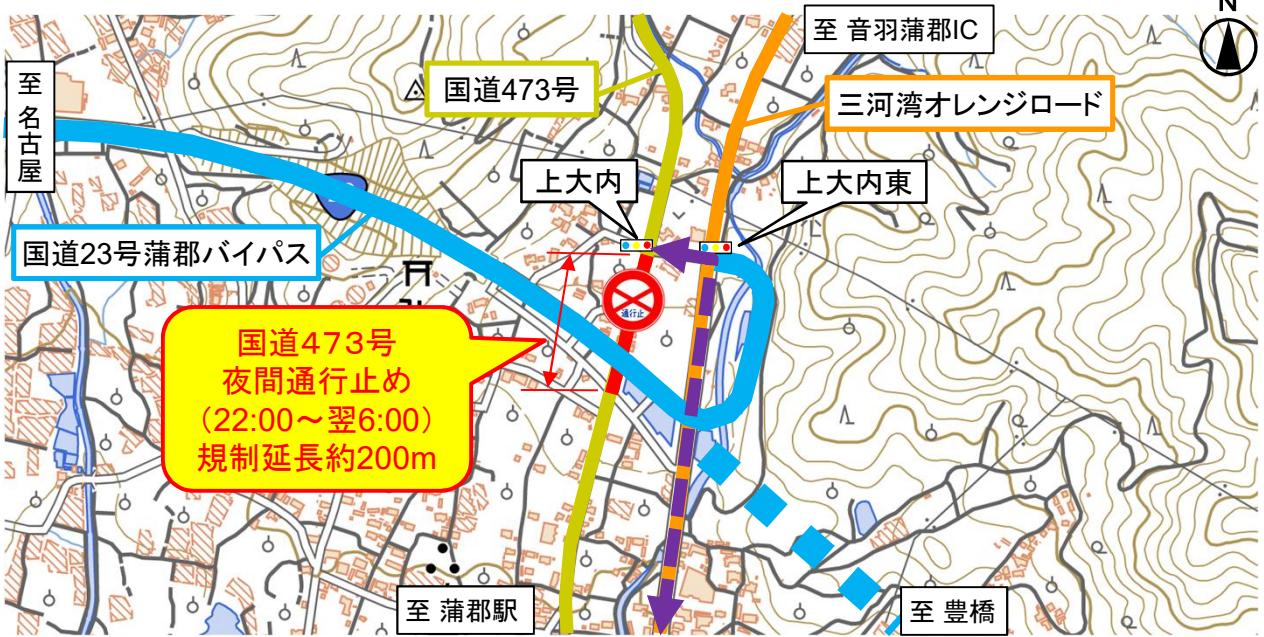 N
至 音羽蒲郡IC
至 名古屋
国道473号
三河湾オレンジロード
上大内
上大内東
国道23号蒲郡バイパス
通行止
国道473号
夜間通行止め
(22:00~翌6:00)
規制延長約200m
至 蒲郡駅
至 豊橋